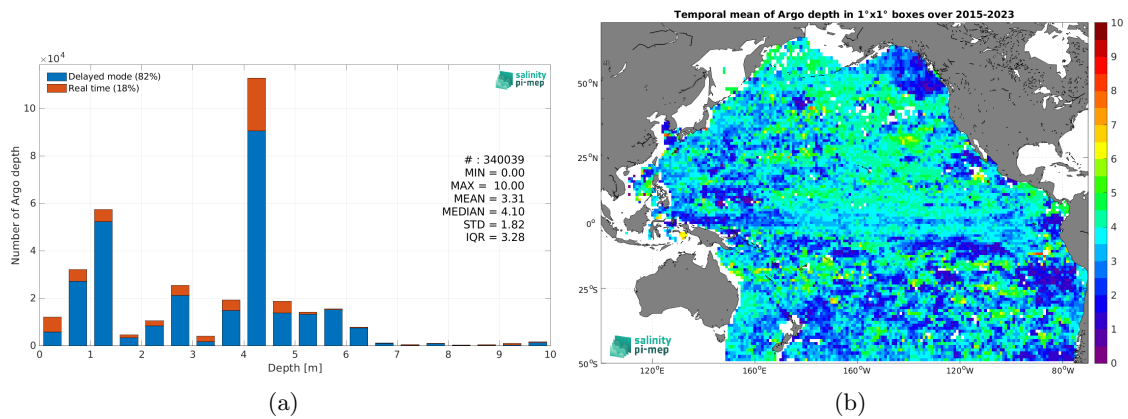 ×10⁴
Delayed mode (82%)
Real time (18%)
salinity
pi-mep
# : 340039
MIN = 0.00
MAX = 10.00
MEAN = 3.31
MEDIAN = 4.10
STD = 1.82
IQR = 3.28
Number of Argo depth
10
8
6
4
2
0
0 1 2 3 4 5 6 7 8 9 10
Depth [m]
(a)
Temporal mean of Argo depth in 1°x1° boxes over 2015-2023
50°N
25°N
0°
25°S
50°S
120°E 160°E 160°W 120°W 80°W
salinity
pi-mep
10
9
8
7
6
5
4
3
2
1
0
(b)